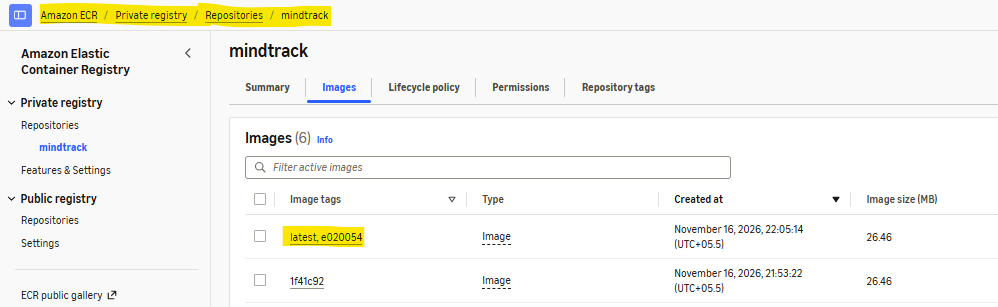 Amazon ECR / Private registry / Repositories / mindtrack
Amazon Elastic
Container Registry
Private registry
Repositories
mindtrack
Features & Settings
Public registry
Repositories
Settings
ECR public gallery
mindtrack
Summary Images Lifecycle policy Permissions Repository tags
Images (6) Info
Filter active images
Image tags Type Created at Image size (MB)
latest, e020054 Image November 16, 2026, 22:05:14 (UTC+05.5) 26.46
1f41c92 Image November 16, 2026, 21:53:22 (UTC+05.5) 26.46